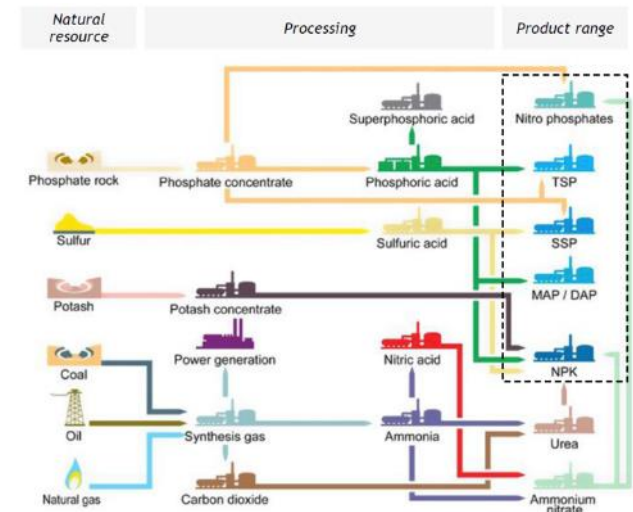 Natural
resource
Processing
Product range
Superphosphoric acid
Nitro phosphates
Phosphate rock
Phosphate concentrate
Phosphoric acid
TSP
Sulfur
Sulfuric acid
SSP
Potash
Potash concentrate
MAP / DAP
Coal
Power generation
Nitric acid
NPK
Oil
Synthesis gas
Ammonia
Urea
Natural gas
Carbon dioxide
Ammonium
nitrate